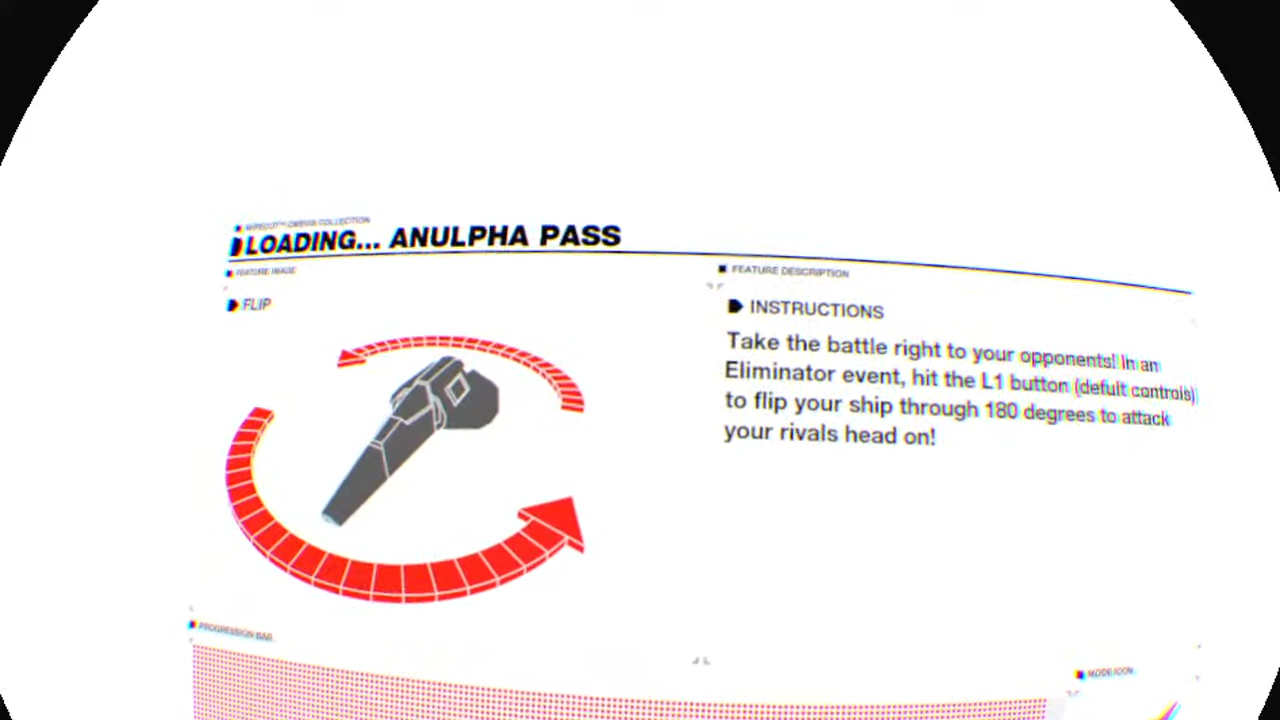 WIPEOUT™ OMEGA COLLECTION
LOADING... ANULPHA PASS
FEATURE IMAGE
FLIP
FEATURE DESCRIPTION
INSTRUCTIONS
Take the battle right to your opponents! In an
Eliminator event, hit the L1 button (defult controls)
to flip your ship through 180 degrees to attack
your rivals head on!
PROGRESSION BAR
MODE ICON